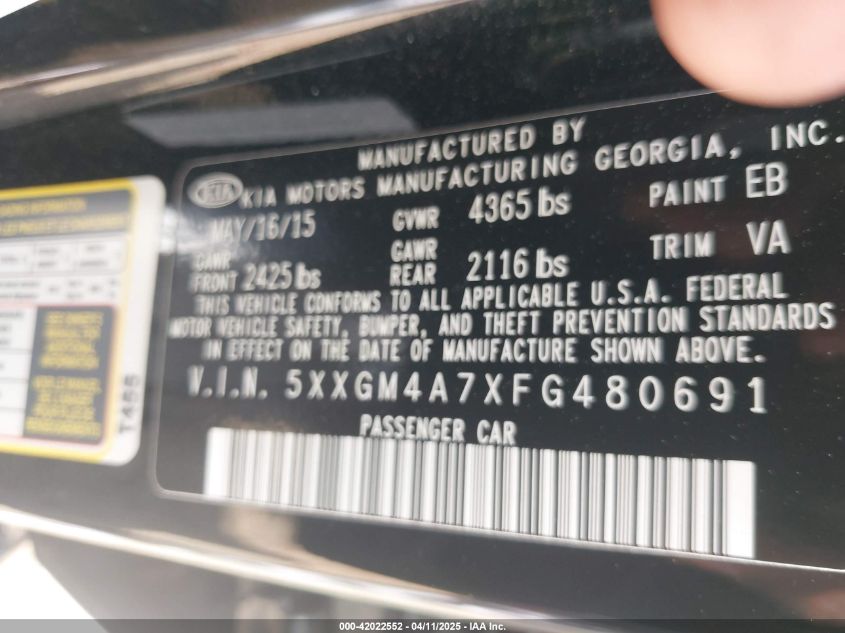 MANUFACTURED BY
KIA KIA MOTORS MANUFACTURING GEORGIA, INC.
MAY/16/15 GVWR 4365 lbs PAINT EB
GAWR FRONT 2425 lbs GAWR REAR 2116 lbs TRIM VA
THIS VEHICLE CONFORMS TO ALL APPLICABLE U.S.A. FEDERAL
MOTOR VEHICLE SAFETY, BUMPER, AND THEFT PREVENTION STANDARDS
IN EFFECT ON THE DATE OF MANUFACTURE SHOWN ABOVE.
V.I.N. 5XXGM4A7XFG480691
PASSENGER CAR
T455
000-42022552 - 04/11/2025 - IAA Inc.